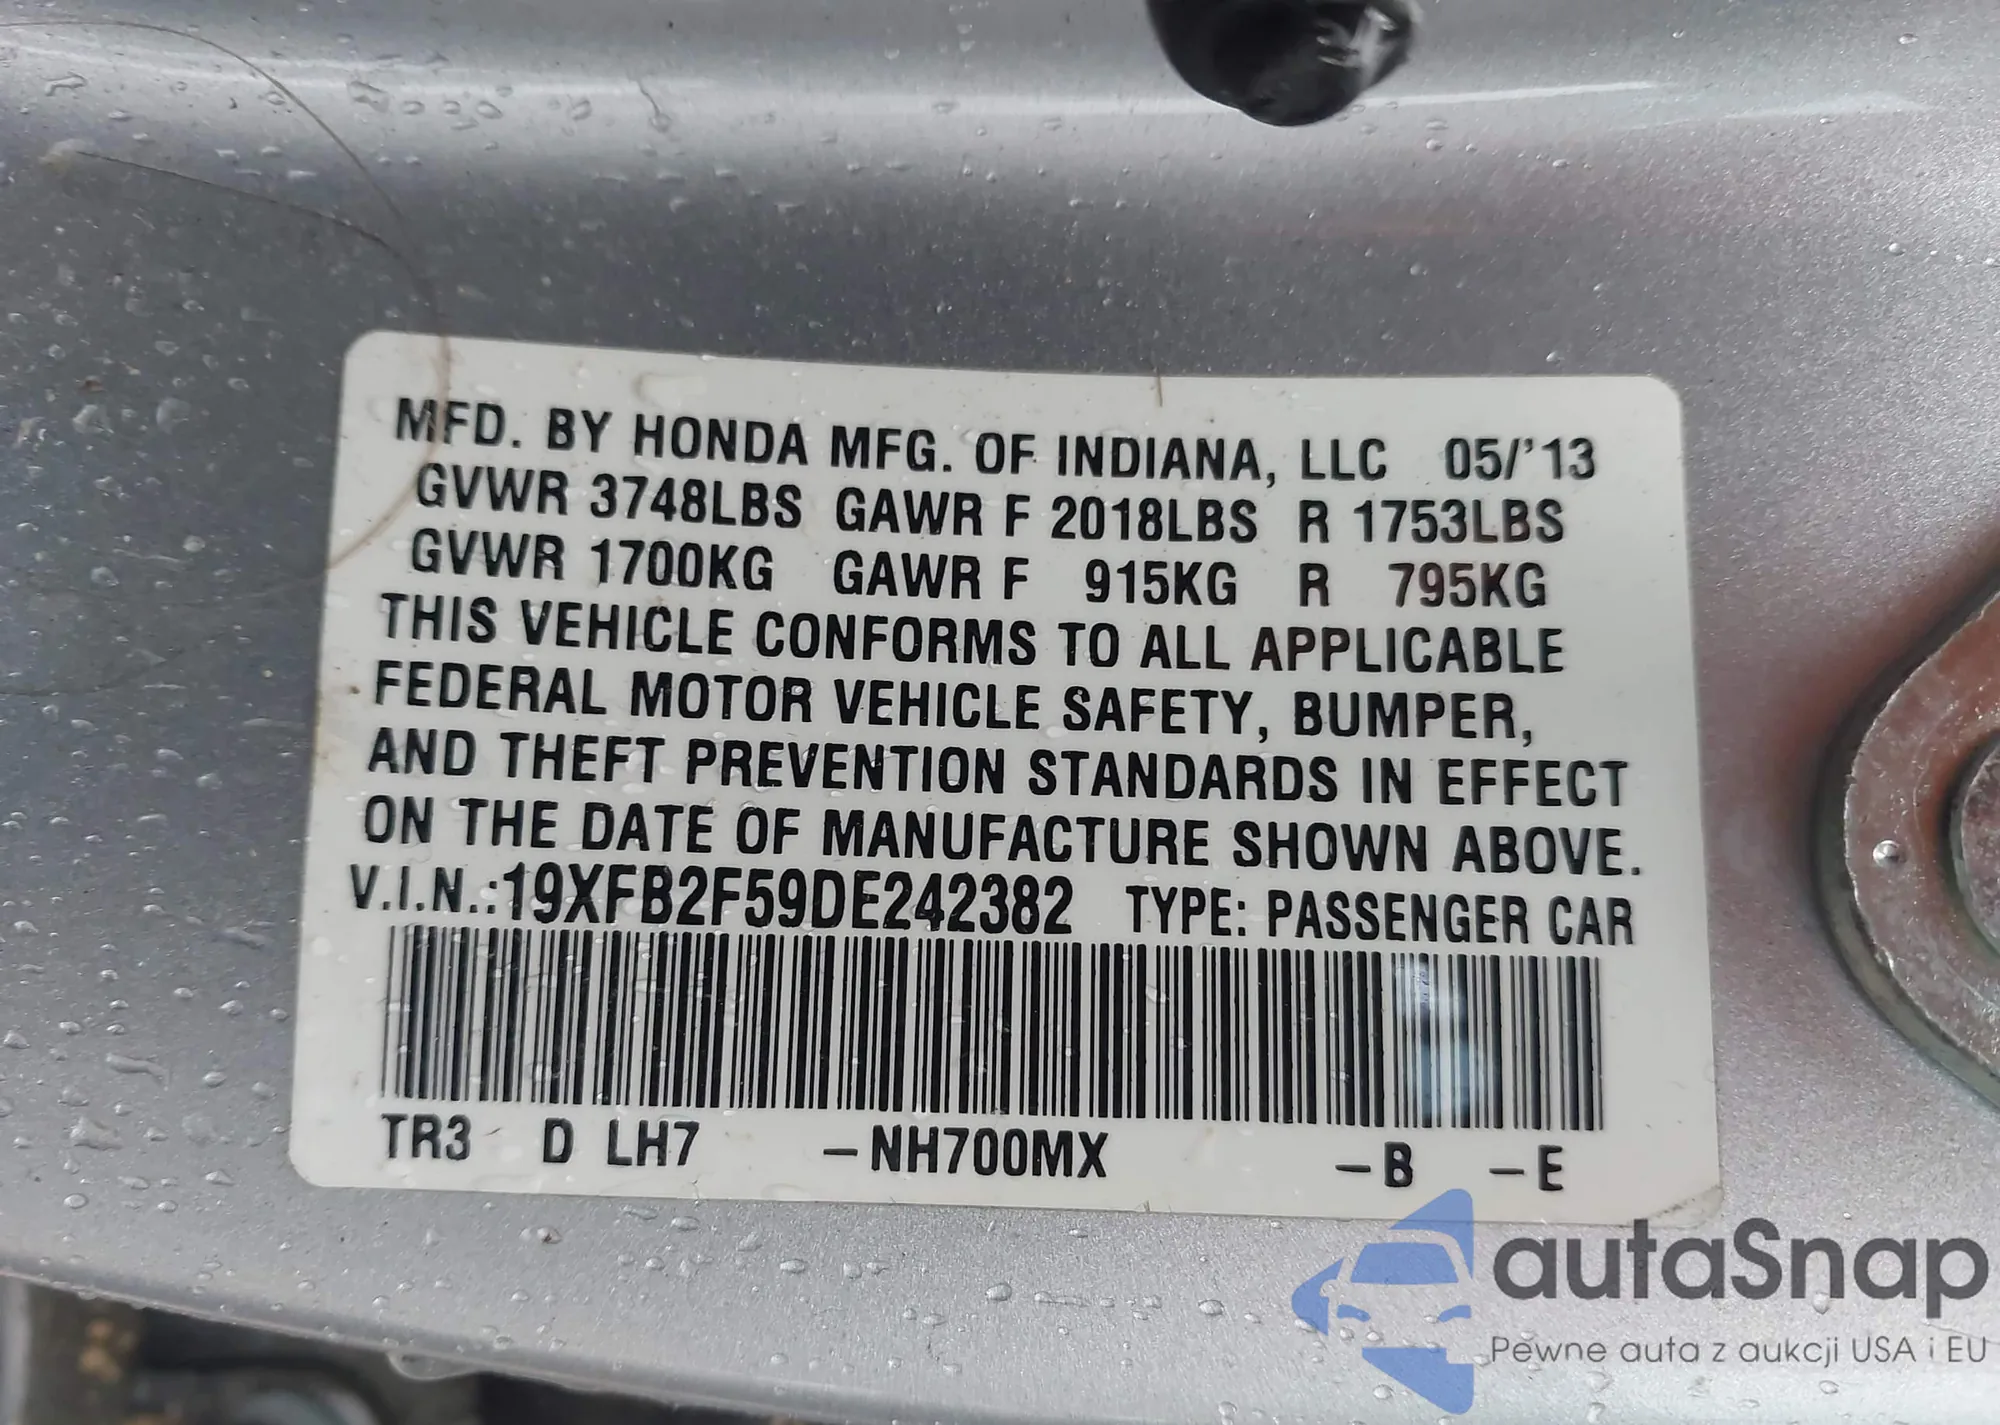 MFD. BY HONDA MFG. OF INDIANA, LLC 05/'13
GVWR 3748LBS GAWR F 2018LBS R 1753LBS
GVWR 1700KG GAWR F 915KG R 795KG
THIS VEHICLE CONFORMS TO ALL APPLICABLE
FEDERAL MOTOR VEHICLE SAFETY, BUMPER,
AND THEFT PREVENTION STANDARDS IN EFFECT
ON THE DATE OF MANUFACTURE SHOWN ABOVE.
V.I.N.:19XFB2F59DE242382 TYPE: PASSENGER CAR
TR3 D LH7 –NH700MX –B –E
autaSnap
Pewne auta z aukcji USA i EU